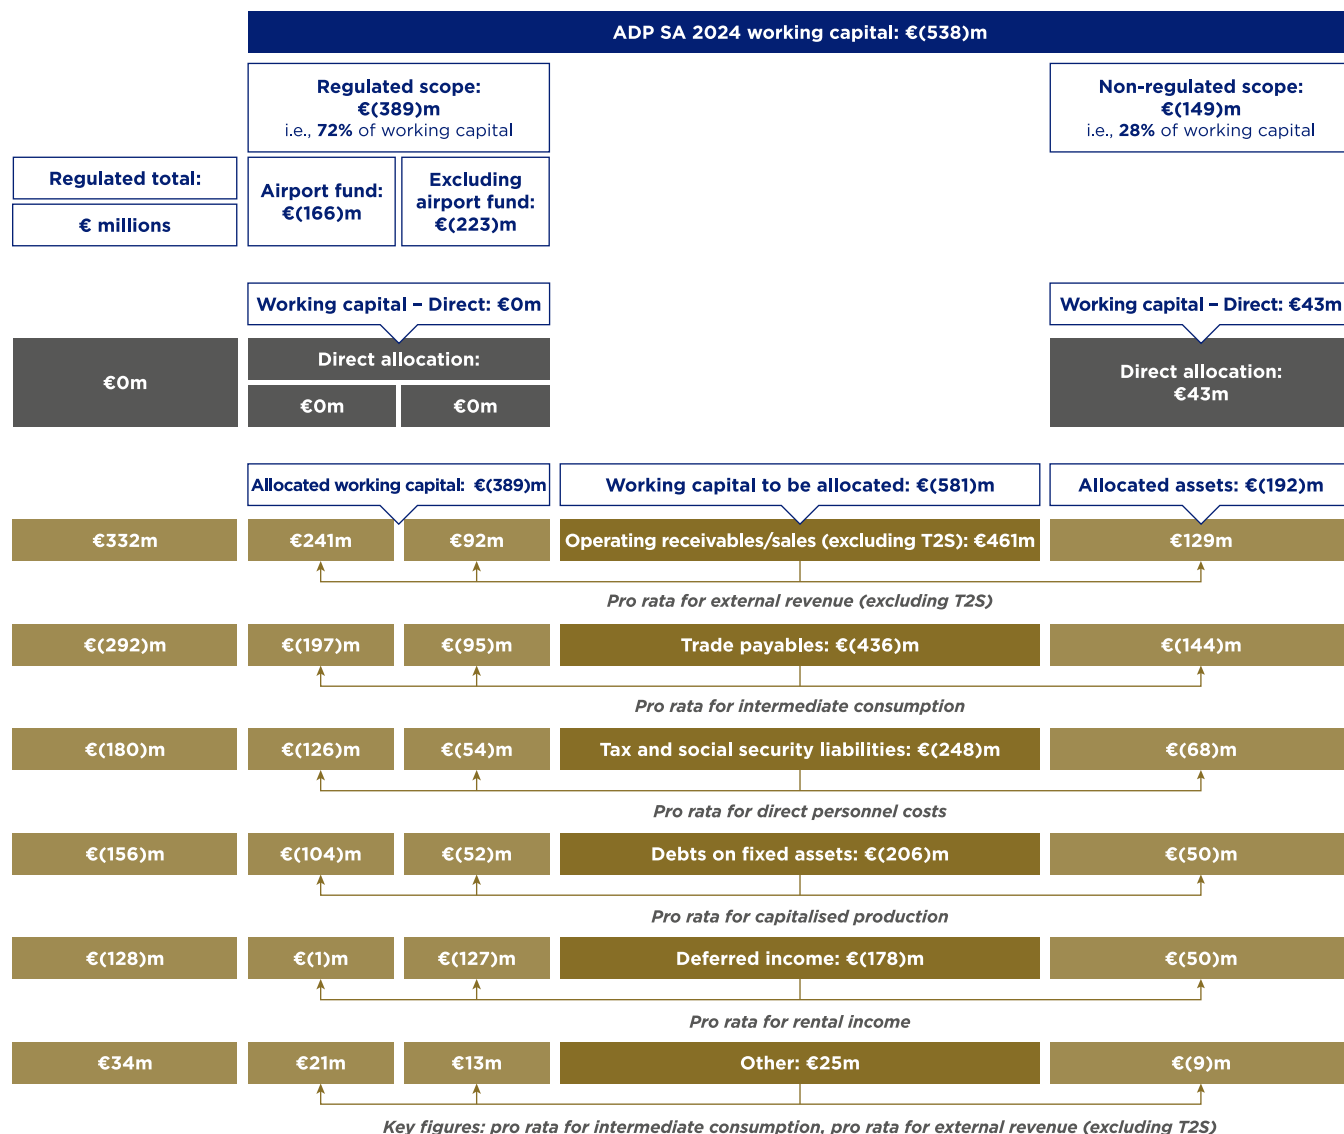 ADP SA 2024 working capital: €(538)m
Regulated scope:
€(389)m
i.e., 72% of working capital
Non-regulated scope:
€(149)m
i.e., 28% of working capital
Regulated total:
€ millions
Airport fund:
€(166)m
Excluding
airport fund:
€(223)m
Working capital – Direct: €0m
Working capital – Direct: €43m
€0m
Direct allocation:
€0m
€0m
Direct allocation:
€43m
Allocated working capital: €(389)m
Working capital to be allocated: €(581)m
Allocated assets: €(192)m
€332m
€241m
€92m
Operating receivables/sales (excluding T2S): €461m
€129m
Pro rata for external revenue (excluding T2S)
€(292)m
€(197)m
€(95)m
Trade payables: €(436)m
€(144)m
Pro rata for intermediate consumption
€(180)m
€(126)m
€(54)m
Tax and social security liabilities: €(248)m
€(68)m
Pro rata for direct personnel costs
€(156)m
€(104)m
€(52)m
Debts on fixed assets: €(206)m
€(50)m
Pro rata for capitalised production
€(128)m
€(1)m
€(127)m
Deferred income: €(178)m
€(50)m
Pro rata for rental income
€34m
€21m
€13m
Other: €25m
€(9)m
Key figures: pro rata for intermediate consumption, pro rata for external revenue (excluding T2S)